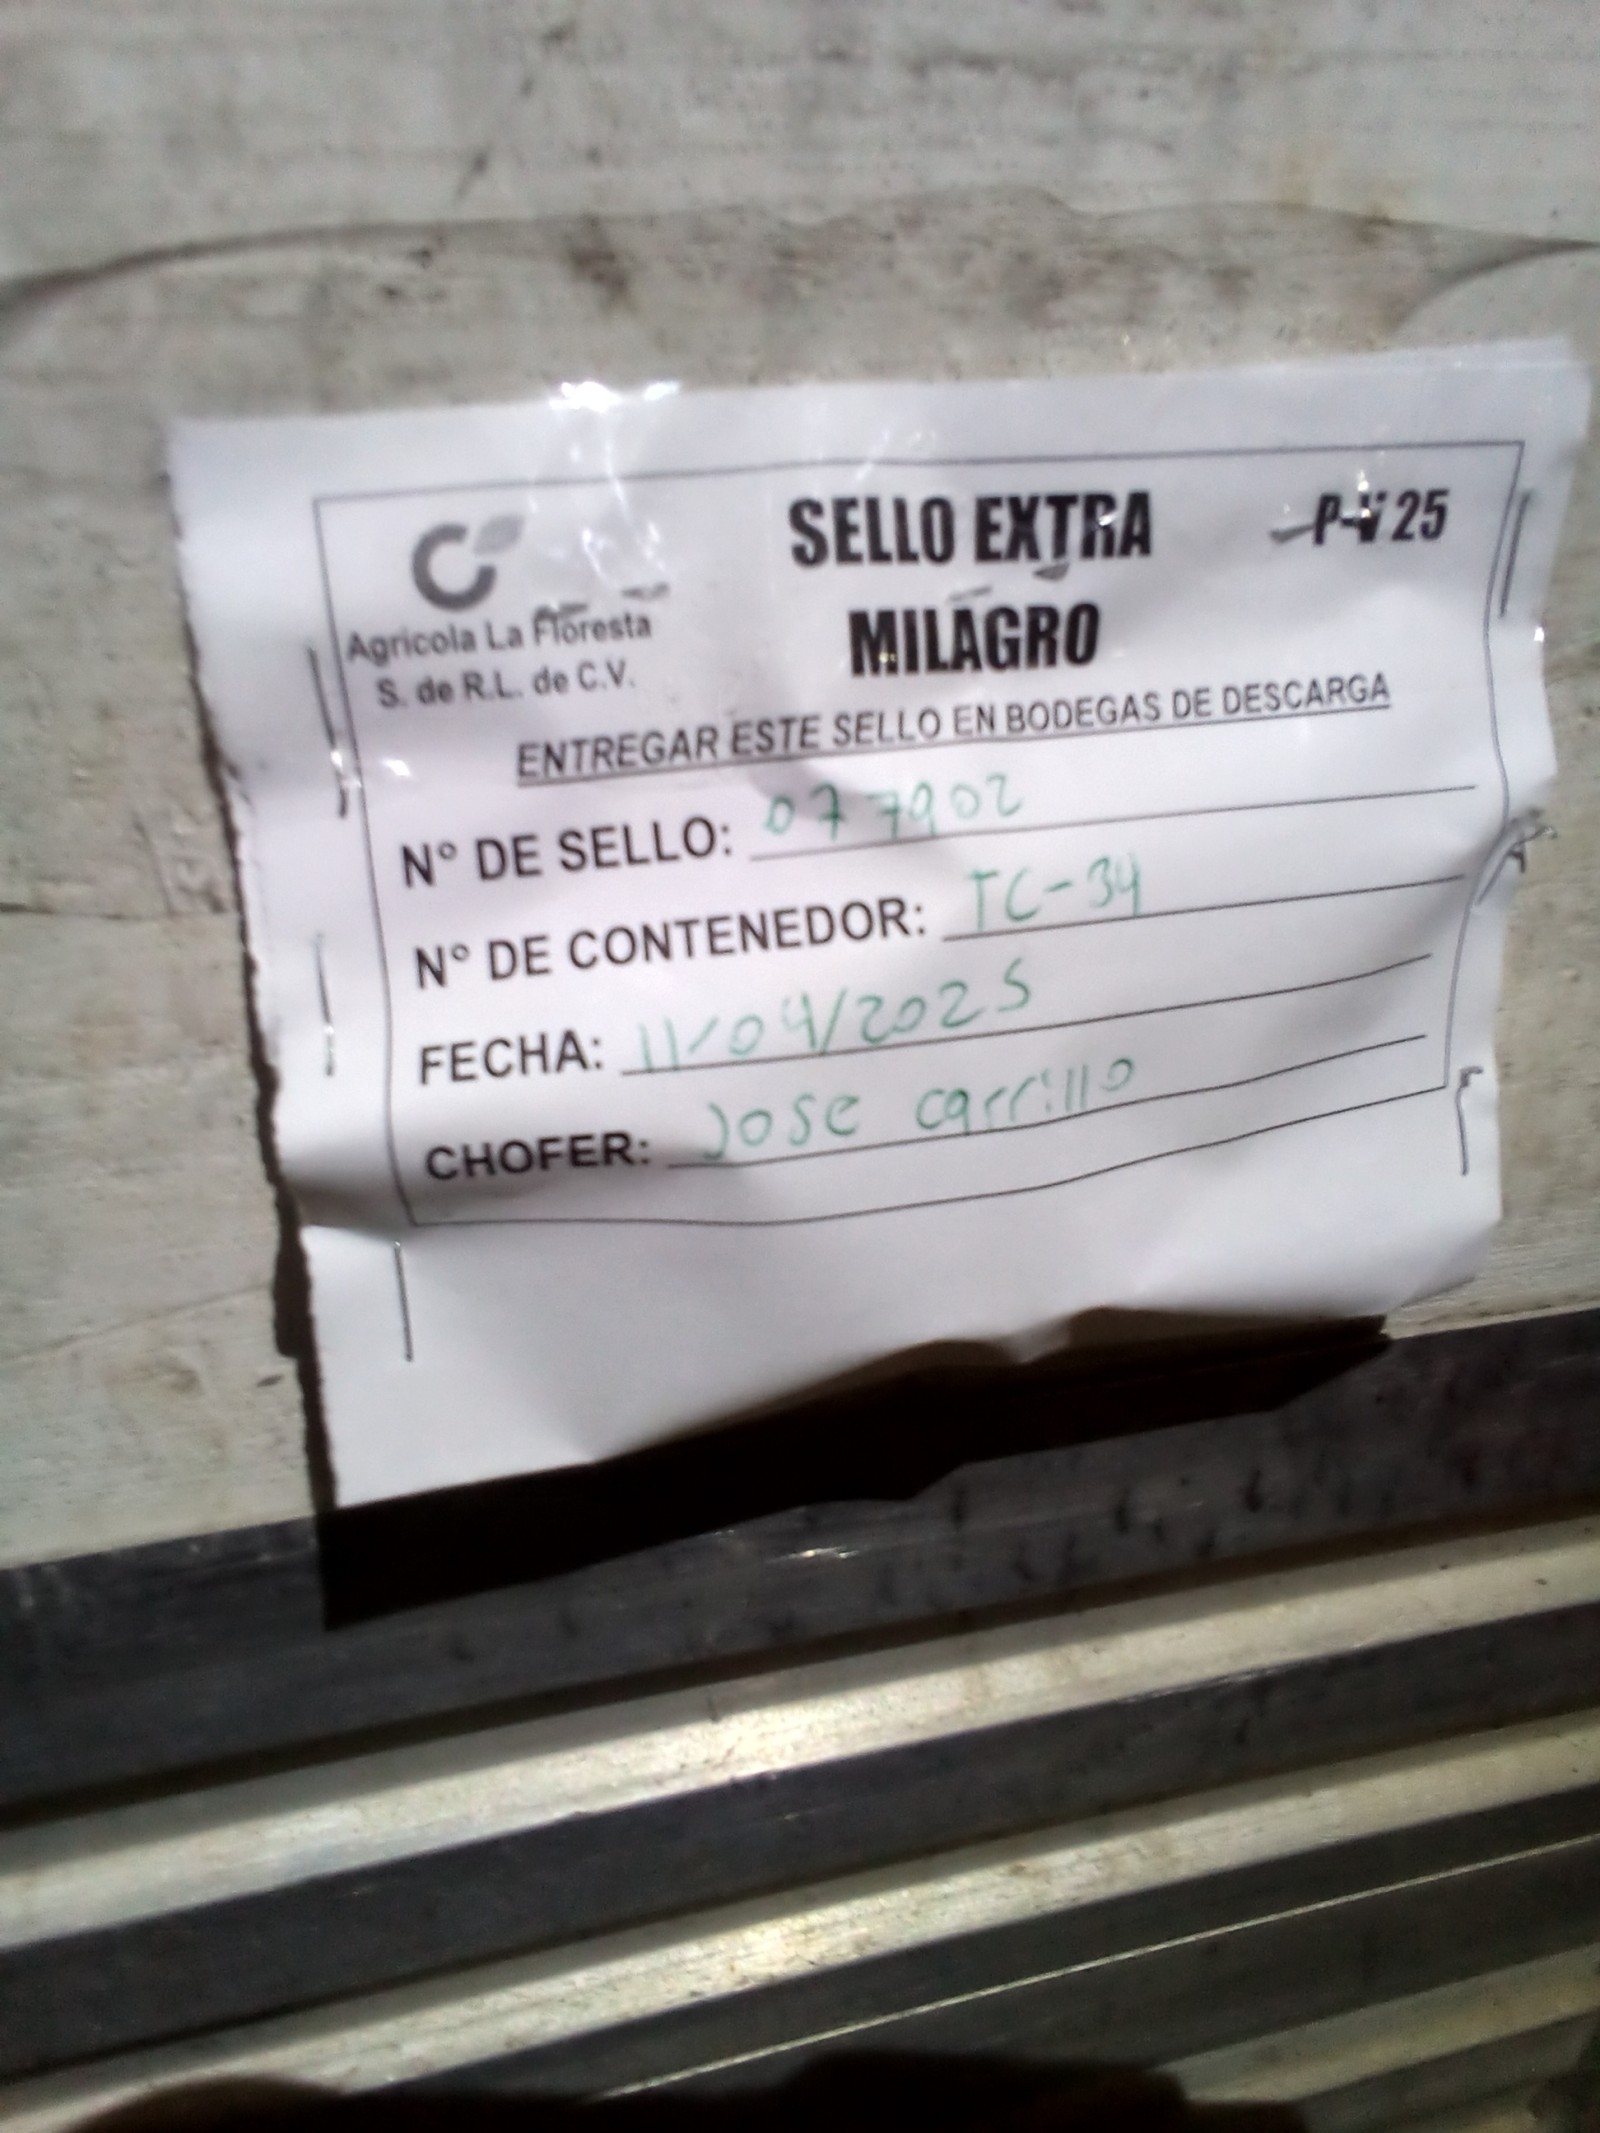 SELLO EXTRA P-V 25
MILAGRO
Agricola La Floresta
S. de R.L. de C.V.
ENTREGAR ESTE SELLO EN BODEGAS DE DESCARGA
N° DE SELLO: 077902
N° DE CONTENEDOR: TC-34
FECHA: 11/04/2025
CHOFER: Jose carrillo